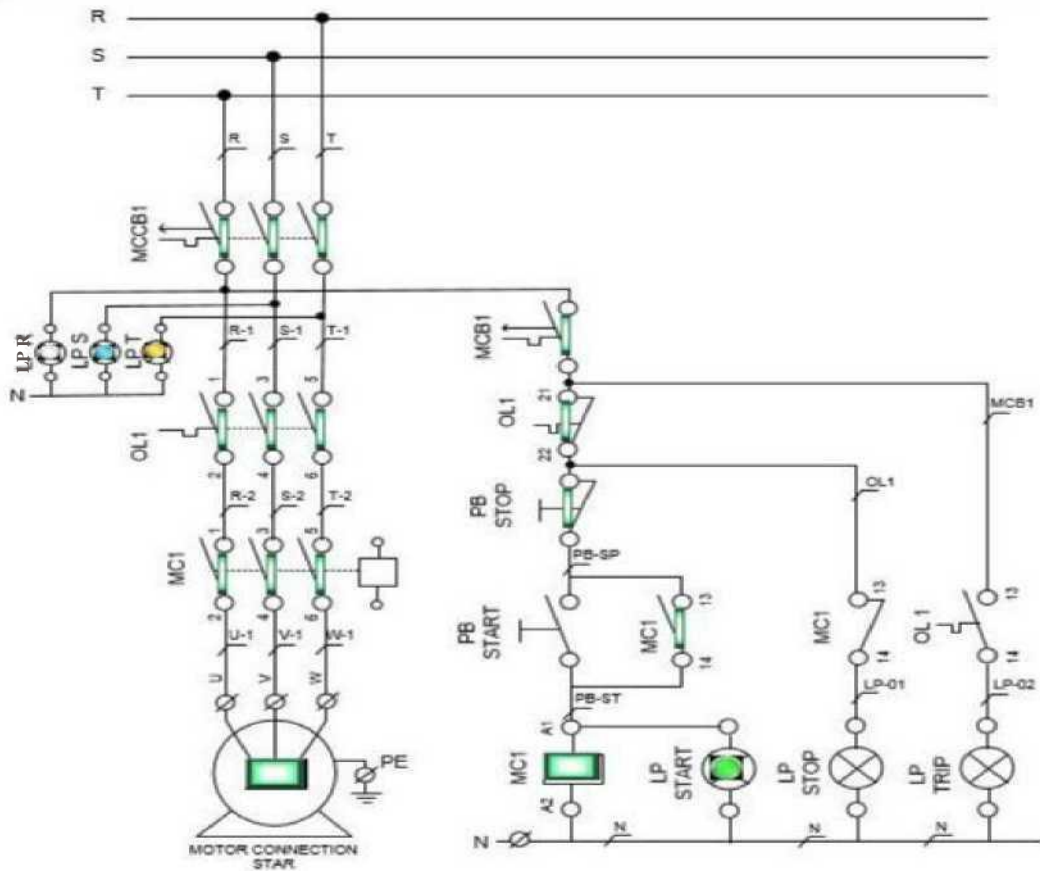 R
S
T
R S T
MCCB1
LP R
LP S
LP T
N
R-1 S-1 T-1
1 3 5
OL1
2 4 6
R-2 S-2 T-2
1 3 5
MC1
2 4 6
U-1 V-1 W-1
U V W
PE
MOTOR CONNECTION
STAR
MCB1
21
OL1
22
PB
STOP
PB-SP
PB
START
MC1
13
14
PB-ST
A1
MC1
A2
LP
START
OL1
MC1
13
14
LP-01
LP
STOP
MCB1
OL1
13
14
LP-02
LP
TRIP
N N N N